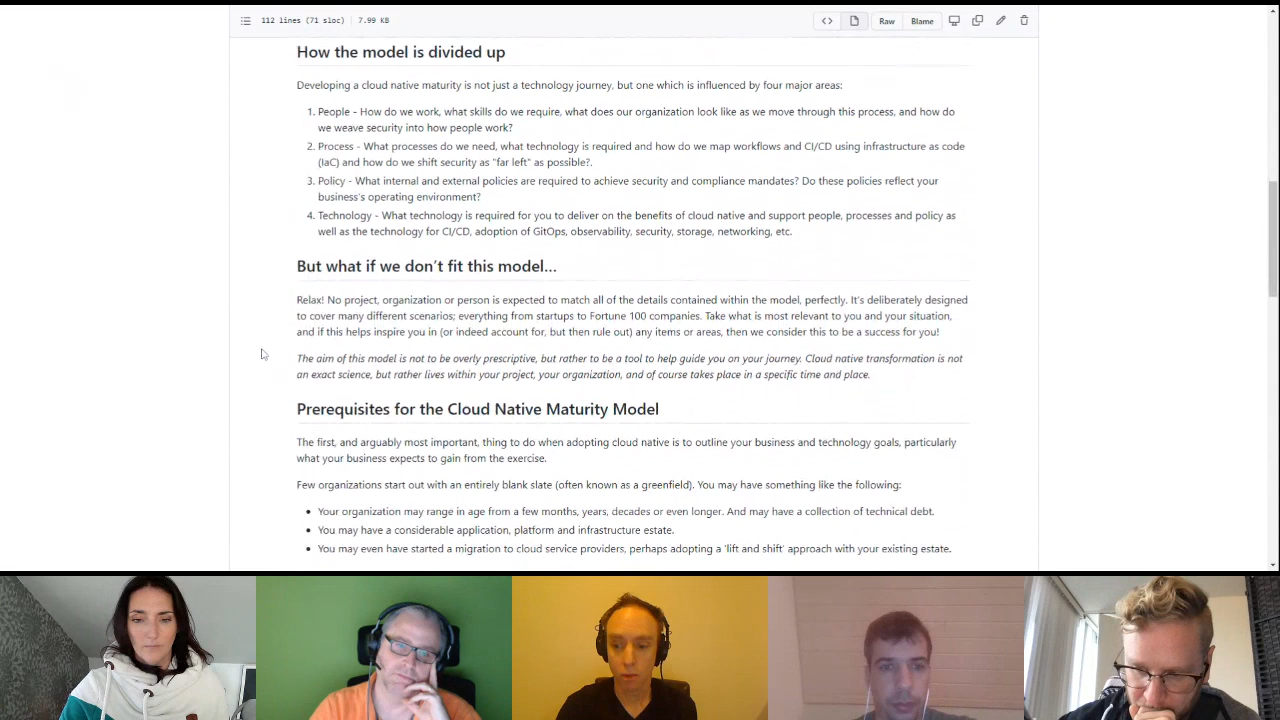 112 lines (71 sloc) | 7.99 KB
Raw
Blame
How the model is divided up
Developing a cloud native maturity is not just a technology journey, but one which is influenced by four major areas:
1. People - How do we work, what skills do we require, what does our organization look like as we move through this process, and how do
we weave security into how people work?
2. Process - What processes do we need, what technology is required and how do we map workflows and CI/CD using infrastructure as code
(IaC) and how do we shift security as "far left" as possible?.
3. Policy - What internal and external policies are required to achieve security and compliance mandates? Do these policies reflect your
business's operating environment?
4. Technology - What technology is required for you to deliver on the benefits of cloud native and support people, processes and policy as
well as the technology for CI/CD, adoption of GitOps, observability, security, storage, networking, etc.
But what if we don’t fit this model…
Relax! No project, organization or person is expected to match all of the details contained within the model, perfectly. It’s deliberately designed
to cover many different scenarios; everything from startups to Fortune 100 companies. Take what is most relevant to you and your situation,
and if this helps inspire you in (or indeed account for, but then rule out) any items or areas, then we consider this to be a success for you!
The aim of this model is not to be overly prescriptive, but rather to be a tool to help guide you on your journey. Cloud native transformation is not
an exact science, but rather lives within your project, your organization, and of course takes place in a specific time and place.
Prerequisites for the Cloud Native Maturity Model
The first, and arguably most important, thing to do when adopting cloud native is to outline your business and technology goals, particularly
what your business expects to gain from the exercise.
Few organizations start out with an entirely blank slate (often known as a greenfield). You may have something like the following:
• Your organization may range in age from a few months, years, decades or even longer. And may have a collection of technical debt.
• You may have a considerable application, platform and infrastructure estate.
• You may even have started a migration to cloud service providers, perhaps adopting a 'lift and shift' approach with your existing estate.